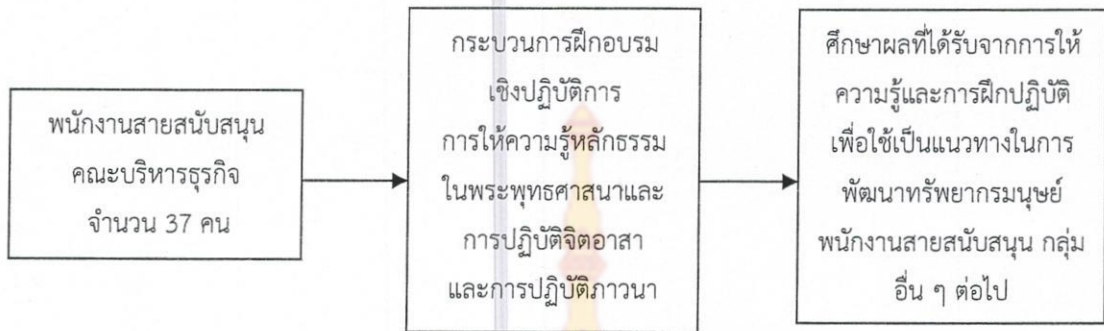 พนักงานสายสนับสนุน
คณะบริหารธุรกิจ
จำนวน 37 คน
กระบวนการฝึกอบรม
เชิงปฏิบัติการ
การให้ความรู้หลักธรรม
ในพระพุทธศาสนาและ
การปฏิบัติจิตอาสา
และการปฏิบัติภาวนา
ศึกษาผลที่ได้รับจากการให้
ความรู้และการฝึกปฏิบัติ
เพื่อใช้เป็นแนวทางในการ
พัฒนาทรัพยากรมนุษย์
พนักงานสายสนับสนุน กลุ่ม
อื่น ๆ ต่อไป